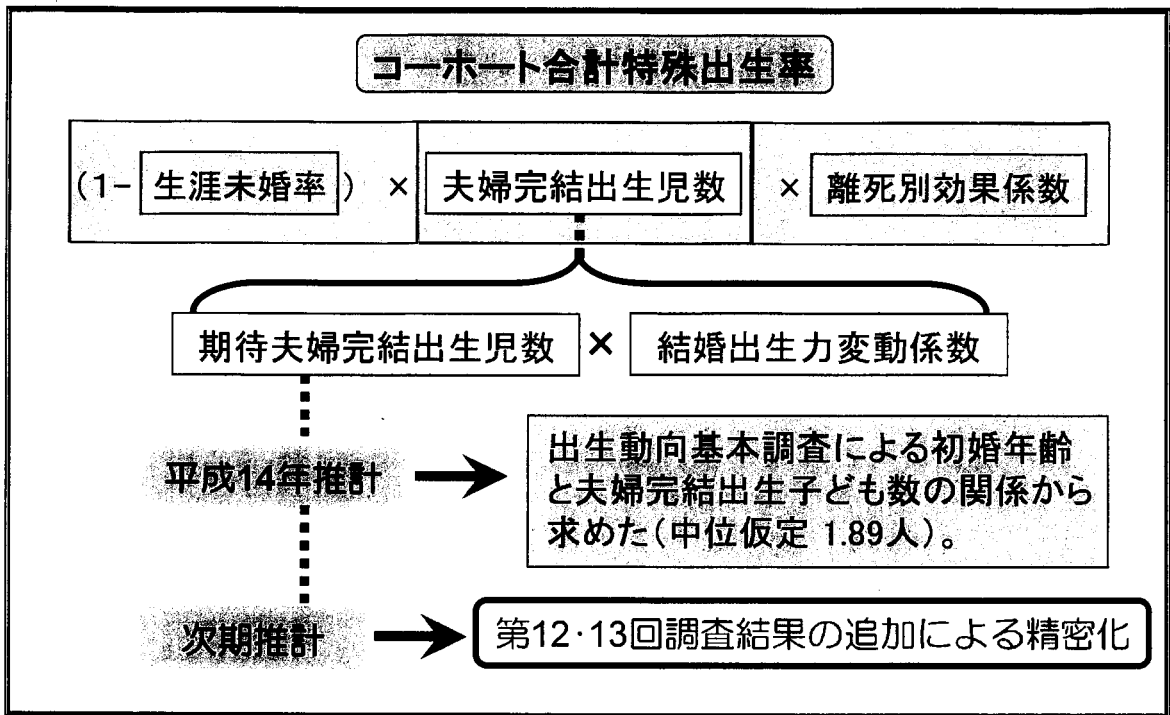 コーホート合計特殊出生率
(1- 生涯未婚率 ) × 夫婦完結出生児数 × 離死別効果係数
期待夫婦完結出生児数 × 結婚出生力変動係数
平成14年推計
出生動向基本調査による初婚年齢
と夫婦完結出生子ども数の関係から
求めた(中位仮定 1.89人)。
次期推計
第12・13回調査結果の追加による精密化